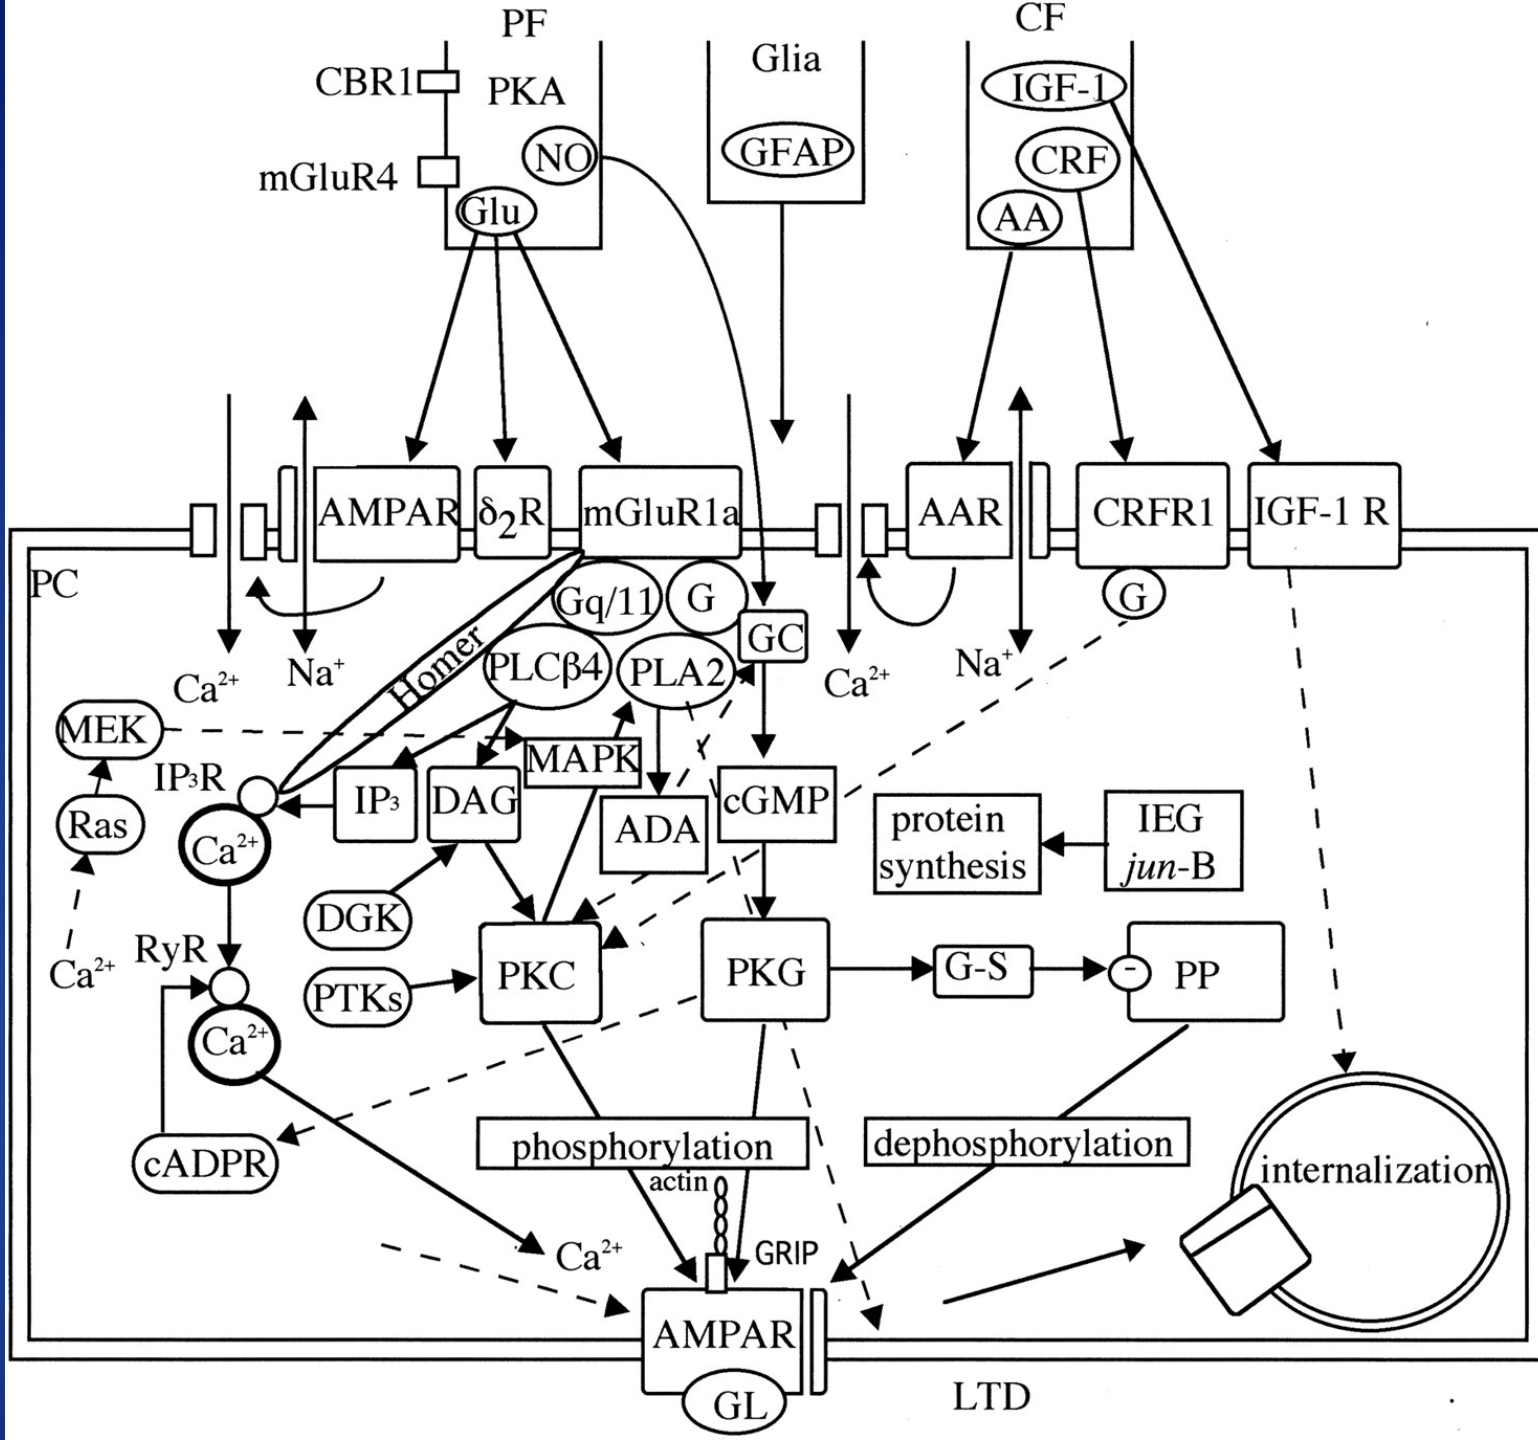 PF
CF
Glia
CBR1
PKA
IGF-1
NO
GFAP
CRF
mGluR4
Glu
AA
AMPAR
δ2R
mGluR1a
AAR
CRFR1
IGF-1 R
PC
Gq/11
G
G
GC
Homer
PLCβ4
PLA2
Ca²⁺
Na⁺
Ca²⁺
Na⁺
MEK
MAPK
IP₃R
IP₃
DAG
cGMP
Ras
ADA
protein
synthesis
IEG
jun-B
Ca²⁺
DGK
RyR
Ca²⁺
PTKs
PKC
PKG
G-S
-
PP
Ca²⁺
phosphorylation
dephosphorylation
cADPR
internalization
actin
Ca²⁺
GRIP
AMPAR
GL
LTD